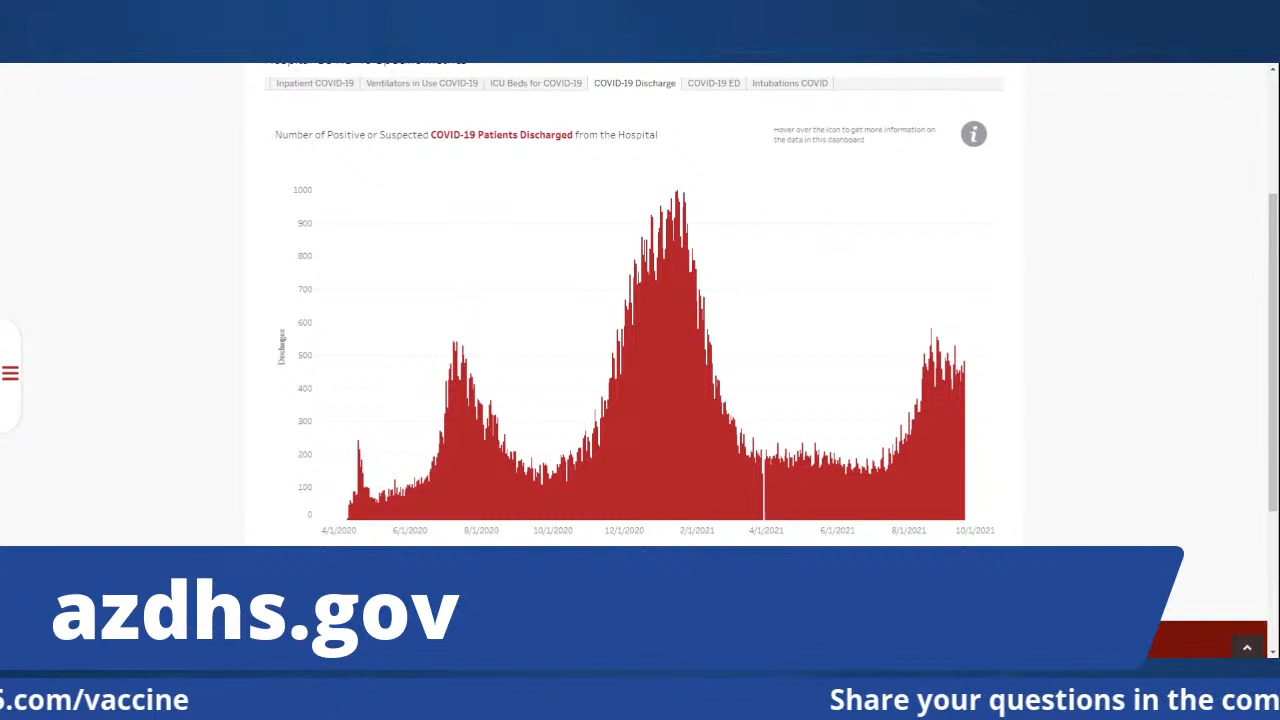 Inpatient COVID-19 Ventilators in Use COVID-19 ICU Beds for COVID-19 COVID-19 Discharge COVID-19 ED Intubations COVID
Number of Positive or Suspected COVID-19 Patients Discharged from the Hospital
Hover over the icon to get more information on
the data in this dashboard
i
1000
900
800
700
600
500
400
300
200
100
0
Discharges
4/1/2020 6/1/2020 8/1/2020 10/1/2020 12/1/2020 2/1/2021 4/1/2021 6/1/2021 8/1/2021 10/1/2021
azdhs.gov
5.com/vaccine Share your questions in the com